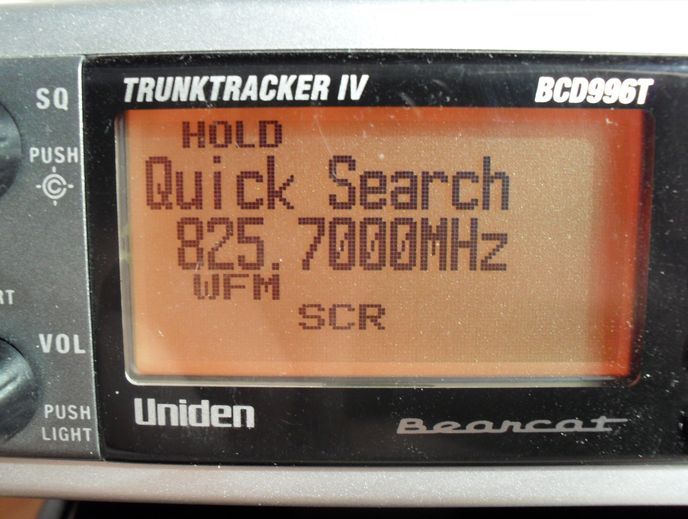 TRUNKTRACKER IV
BCD996T
SQ
PUSH
C
HOLD
Quick Search
825.7000MHz
WFM
SCR
RT
VOL
PUSH
LIGHT
Uniden
Bearcat